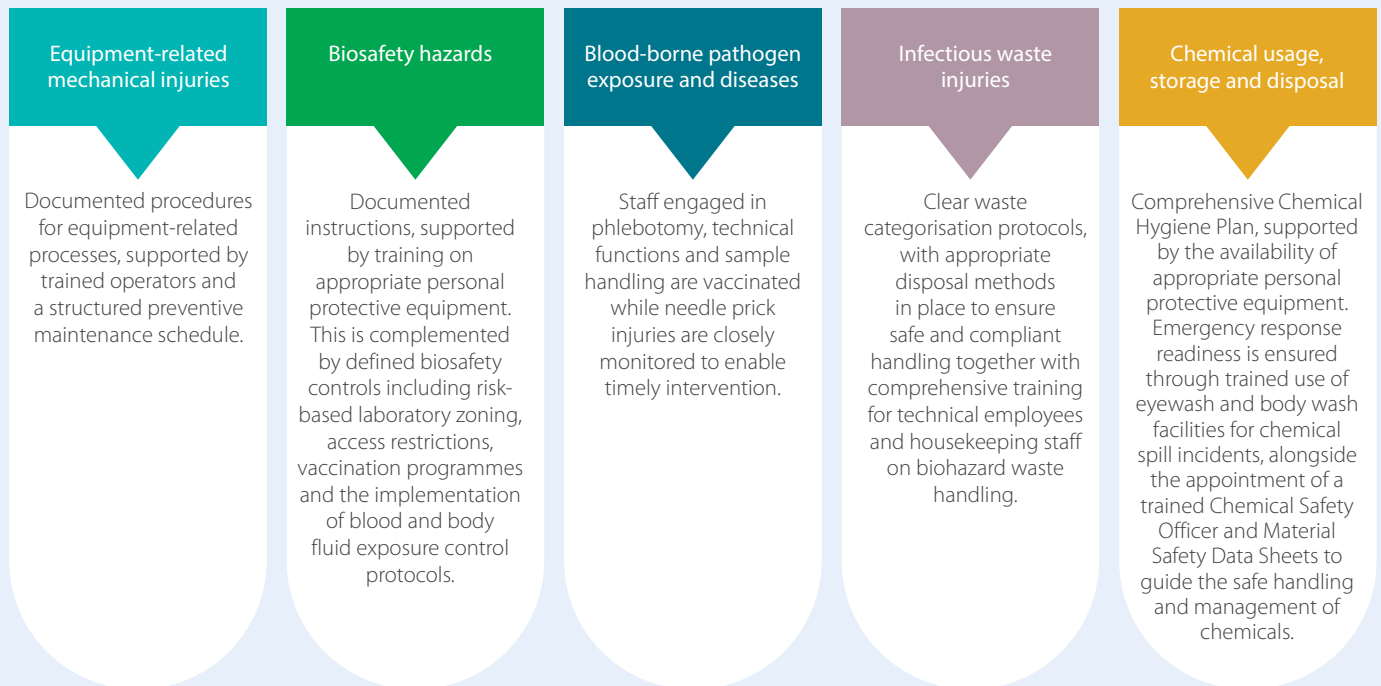 Equipment-related
mechanical injuries
Documented procedures
for equipment-related
processes, supported by
trained operators and
a structured preventive
maintenance schedule.
Biosafety hazards
Documented
instructions, supported
by training on
appropriate personal
protective equipment.
This is complemented
by defined biosafety
controls including risk-
based laboratory zoning,
access restrictions,
vaccination programmes
and the implementation
of blood and body
fluid exposure control
protocols.
Blood-borne pathogen
exposure and diseases
Staff engaged in
phlebotomy, technical
functions and sample
handling are vaccinated
while needle prick
injuries are closely
monitored to enable
timely intervention.
Infectious waste
injuries
Clear waste
categorisation protocols,
with appropriate
disposal methods
in place to ensure
safe and compliant
handling together with
comprehensive training
for technical employees
and housekeeping staff
on biohazard waste
handling.
Chemical usage,
storage and disposal
Comprehensive Chemical
Hygiene Plan, supported
by the availability of
appropriate personal
protective equipment.
Emergency response
readiness is ensured
through trained use of
eyewash and body wash
facilities for chemical
spill incidents, alongside
the appointment of a
trained Chemical Safety
Officer and Material
Safety Data Sheets to
guide the safe handling
and management of
chemicals.